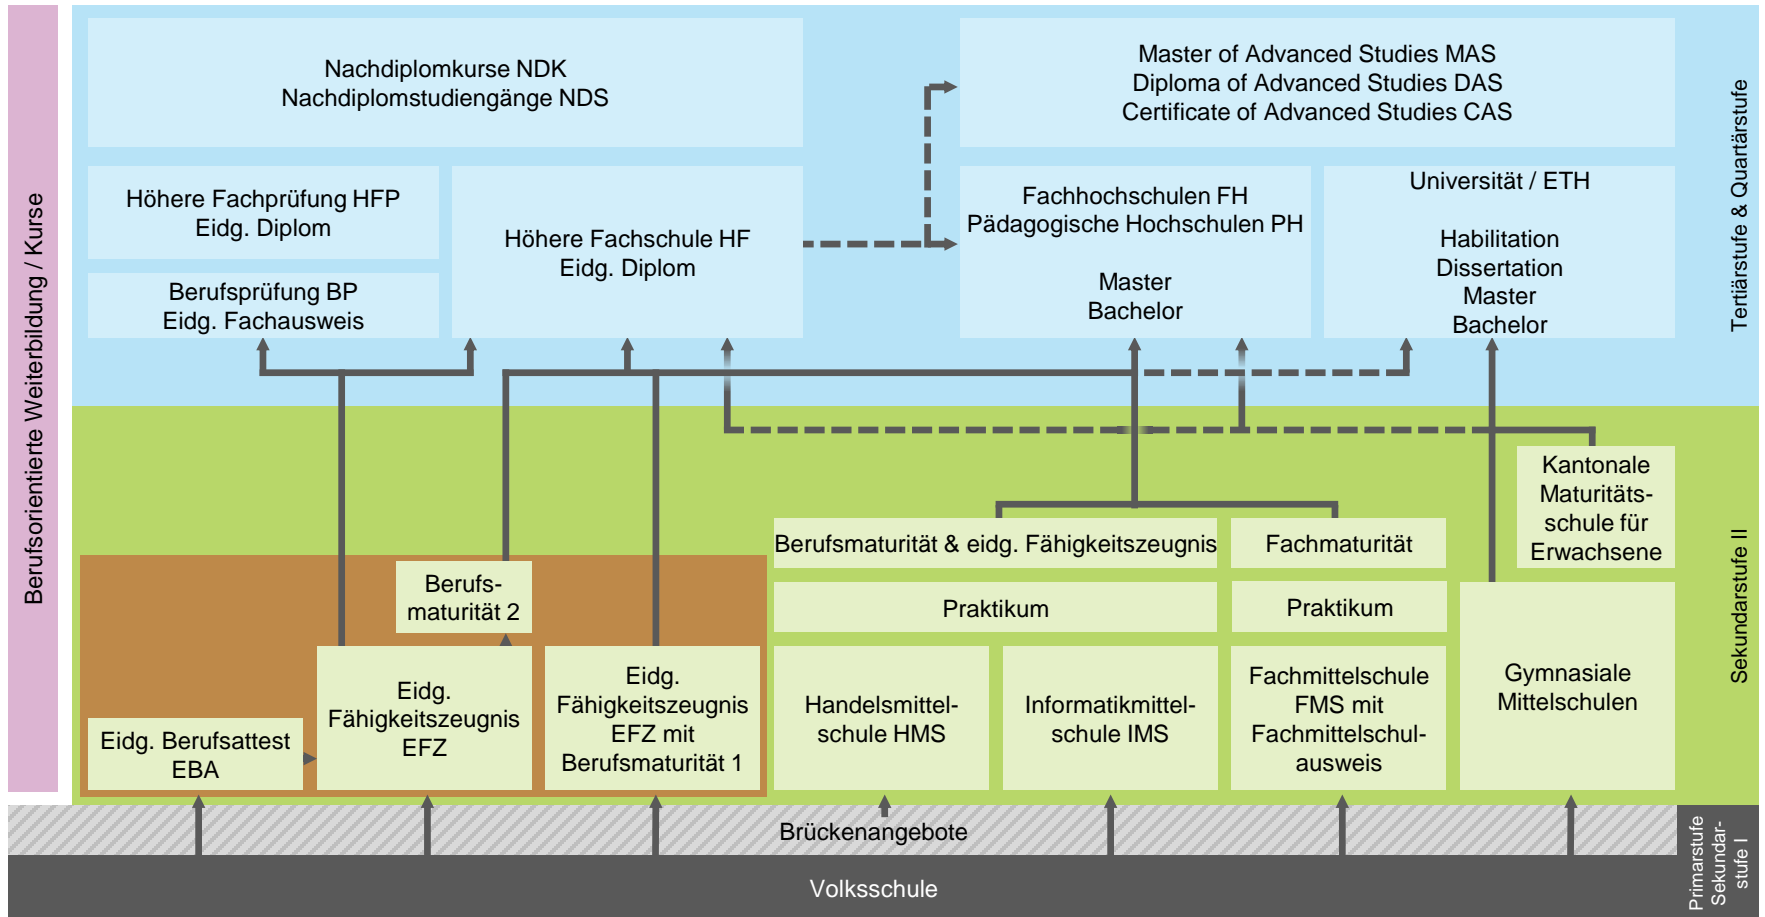 Berufsorientierte Weiterbildung / Kurse
Nachdiplomkurse NDK
Nachdiplomstudiengänge NDS
Master of Advanced Studies MAS
Diploma of Advanced Studies DAS
Certificate of Advanced Studies CAS
Tertiärstufe & Quartärstufe
Höhere Fachprüfung HFP
Eidg. Diplom
Berufsprüfung BP
Eidg. Fachausweis
Höhere Fachschule HF
Eidg. Diplom
Fachhochschulen FH
Pädagogische Hochschulen PH
Master
Bachelor
Universität / ETH
Habilitation
Dissertation
Master
Bachelor
Sekundarstufe II
Kantonale
Maturitäts-
schule für
Erwachsene
Berufsmaturität & eidg. Fähigkeitszeugnis
Fachmaturität
Berufs-
maturität 2
Praktikum
Praktikum
Eidg. Berufsattest
EBA
Eidg.
Fähigkeitszeugnis
EFZ
Eidg.
Fähigkeitszeugnis
EFZ mit
Berufsmaturität 1
Handelsmittel-
schule HMS
Informatikmittel-
schule IMS
Fachmittelschule
FMS mit
Fachmittelschul-
ausweis
Gymnasiale
Mittelschulen
Brückenangebote
Volksschule
Primarstufe
Sekundar-
stufe I